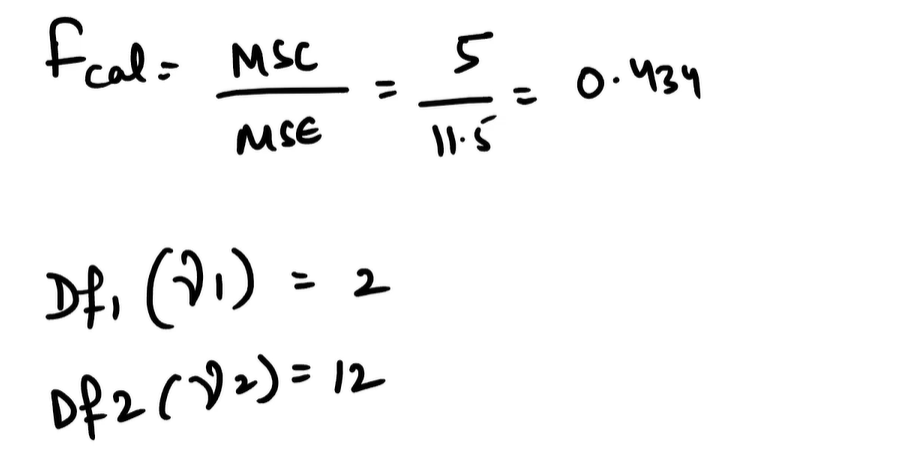 Fcal = MSC / MSE = 5 / 11.5 = 0.434
Df1 (ν1) = 2
Df2 (ν2) = 12